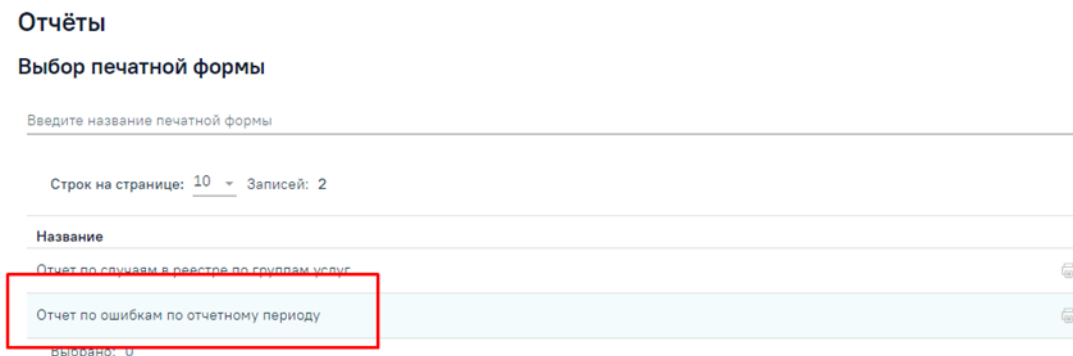 Отчёты
Выбор печатной формы
Введите название печатной формы
Строк на странице: 10 Записей: 2
Название
Отчет по случаям в реестре по группам услуг
Отчет по ошибкам по отчетному периоду
Выбрано: 0